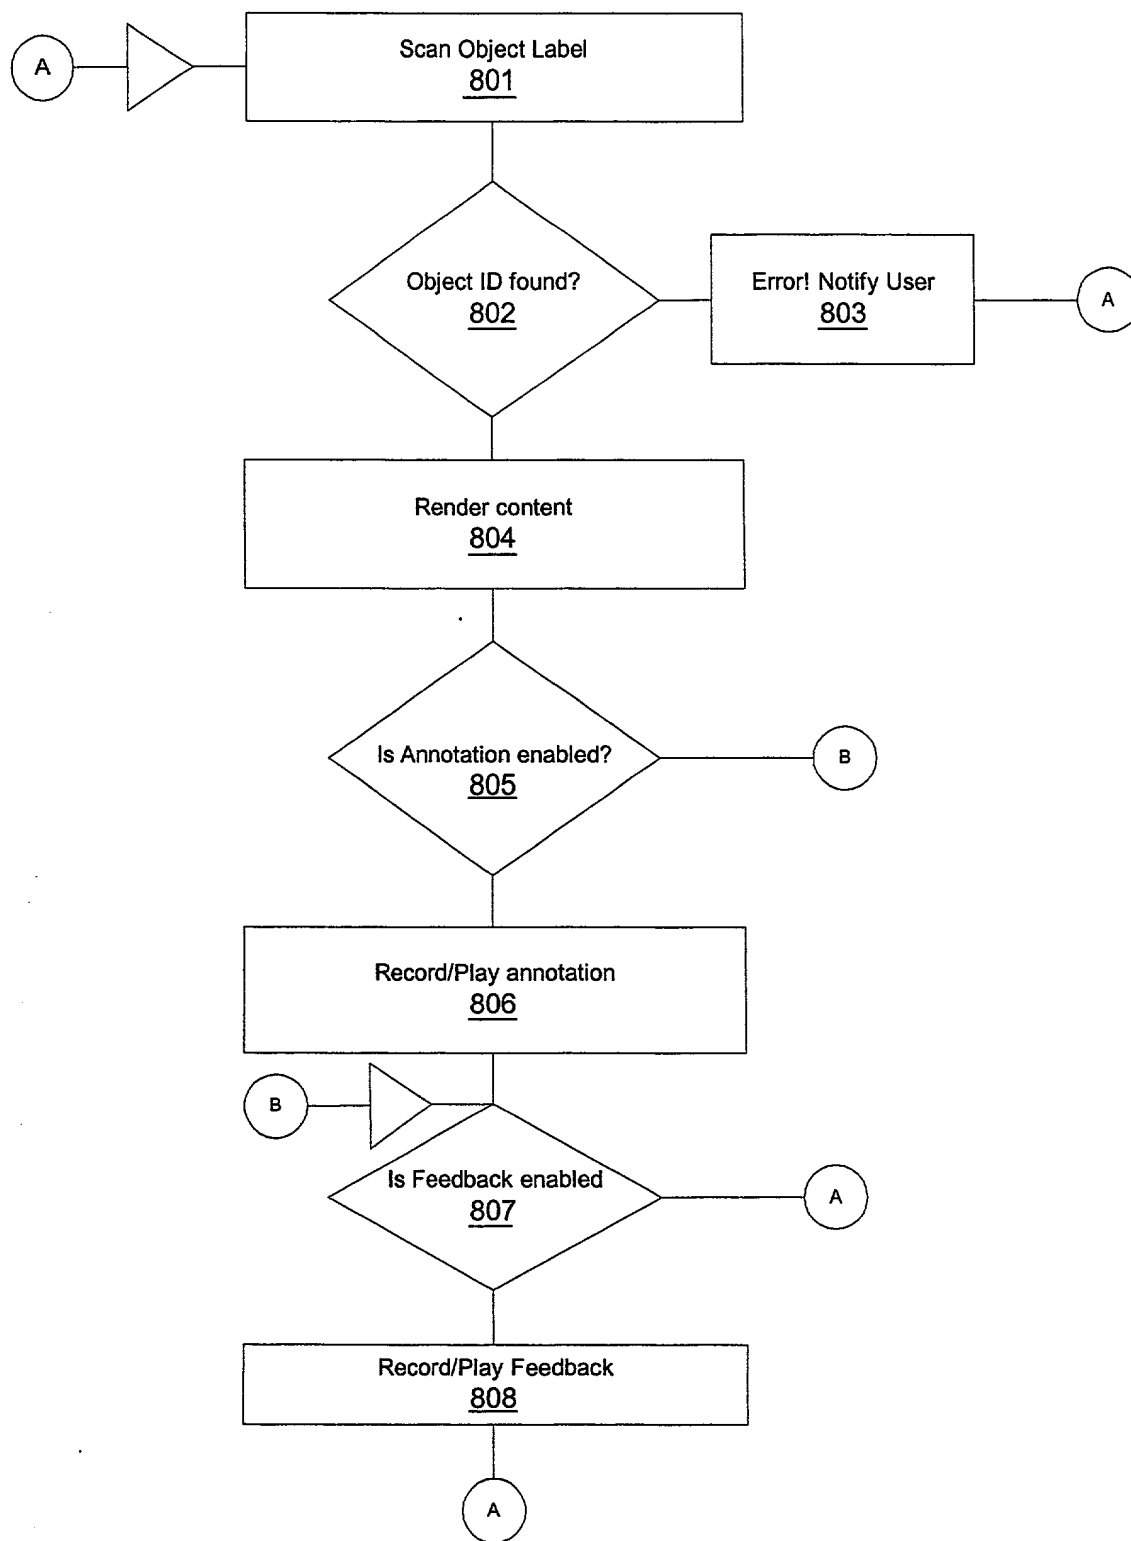 A
Scan Object Label
801
Object ID found?
802
Error! Notify User
803
A
Render content
804
Is Annotation enabled?
805
B
Record/Play annotation
806
B
Is Feedback enabled
807
A
Record/Play Feedback
808
A